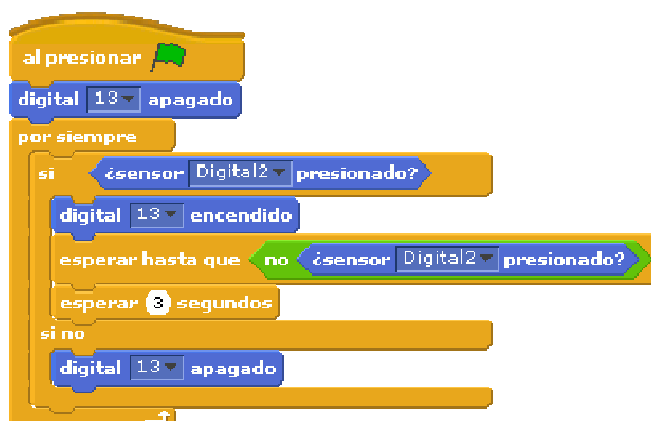 al presionar
digital 13 apagado
por siempre
si ¿sensor Digital2 presionado?
digital 13 encendido
esperar hasta que no ¿sensor Digital2 presionado?
esperar 3 segundos
si no
digital 13 apagado